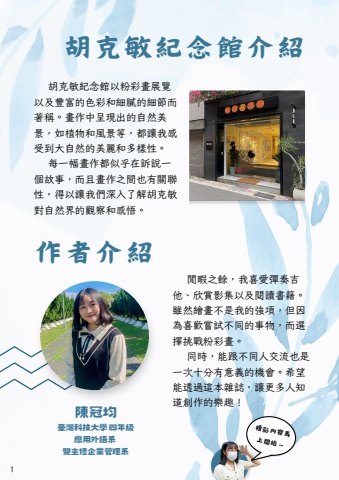 胡克敏紀念館介紹
胡克敏紀念館以粉彩畫展覽
以及豐富的色彩和細膩的細節而
著稱。畫作中呈現出的自然美
景，如植物和風景等，都讓我感
受到大自然的美麗和多樣性。
每一幅畫作都似乎在訴說一
個故事，而且畫作之間也有關聯
性，得以讓我們深入了解胡克敏
對自然界的觀察和感悟。
作者介紹
閒暇之餘，我喜愛彈奏吉
他、欣賞影集以及閱讀書籍。
雖然繪畫不是我的強項，但因
為喜歡嘗試不同的事物，而選
擇挑戰粉彩畫。
同時，能跟不同人交流也是
一次十分有意義的機會。希望
能透過這本雜誌，讓更多人知
道創作的樂趣！
陳冠均
臺灣科技大學 四年級
應用外語系
雙主修企業管理系
精彩內容馬
上開始~
1